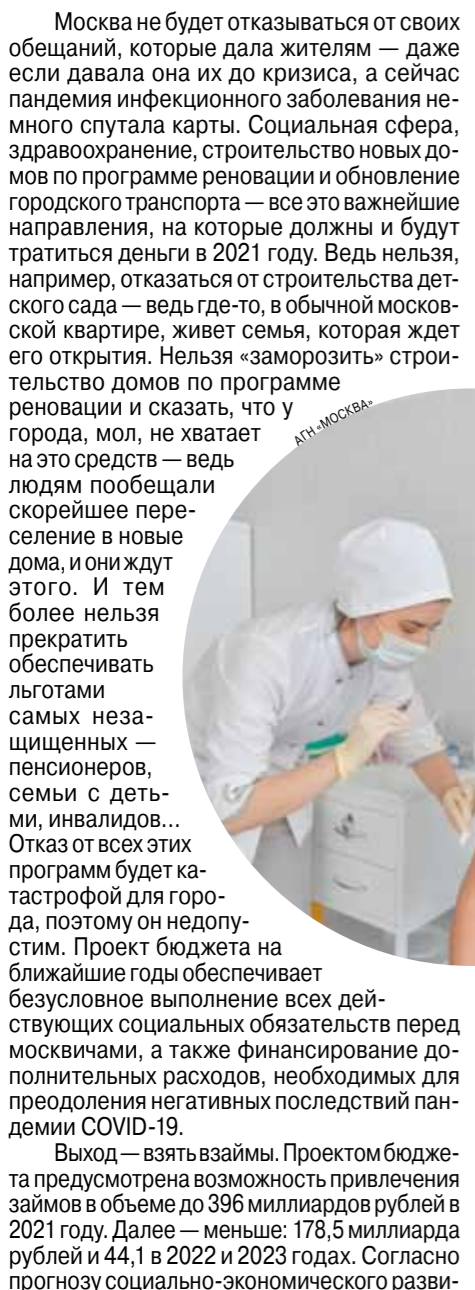 Москва не будет отказываться от своих
обещаний, которые дала жителям — даже
если давала она их до кризиса, а сейчас
пандемия инфекционного заболевания не-
много спутала карты. Социальная сфера,
здравоохранение, строительство новых до-
мов по программе реновации и обновление
городского транспорта — все это важнейшие
направления, на которые должны и будут
тратиться деньги в 2021 году. Ведь нельзя,
например, отказаться от строительства дет-
ского сада — ведь где-то, в обычной москов-
ской квартире, живет семья, которая ждет
его открытия. Нельзя «заморозить» строи-
тельство домов по программе
реновации и сказать, что у
города, мол, не хватает
на это средств — ведь
людям пообещали
скорейшее пере-
селение в новые
дома, и они ждут
этого. И тем
более нельзя
прекратить
обеспечивать
льготами
самых неза-
щищенных —
пенсионеров,
семьи с деть-
ми, инвалидов...
Отказ от всех этих
программ будет ка-
тастрофой для горо-
да, поэтому он недопу-
стим. Проект бюджета на
ближайшие годы обеспечивает
безусловное выполнение всех дей-
ствующих социальных обязательств перед
москвичами, а также финансирование до-
полнительных расходов, необходимых для
преодоления негативных последствий пан-
демии COVID-19.
Выход — взять взаймы. Проектом бюдже-
та предусмотрена возможность привлечения
займов в объеме до 396 миллиардов рублей в
2021 году. Далее — меньше: 178,5 миллиарда
рублей и 44,1 в 2022 и 2023 годах. Согласно
прогнозу социально-экономического разви-
АГН «МОСКВА»